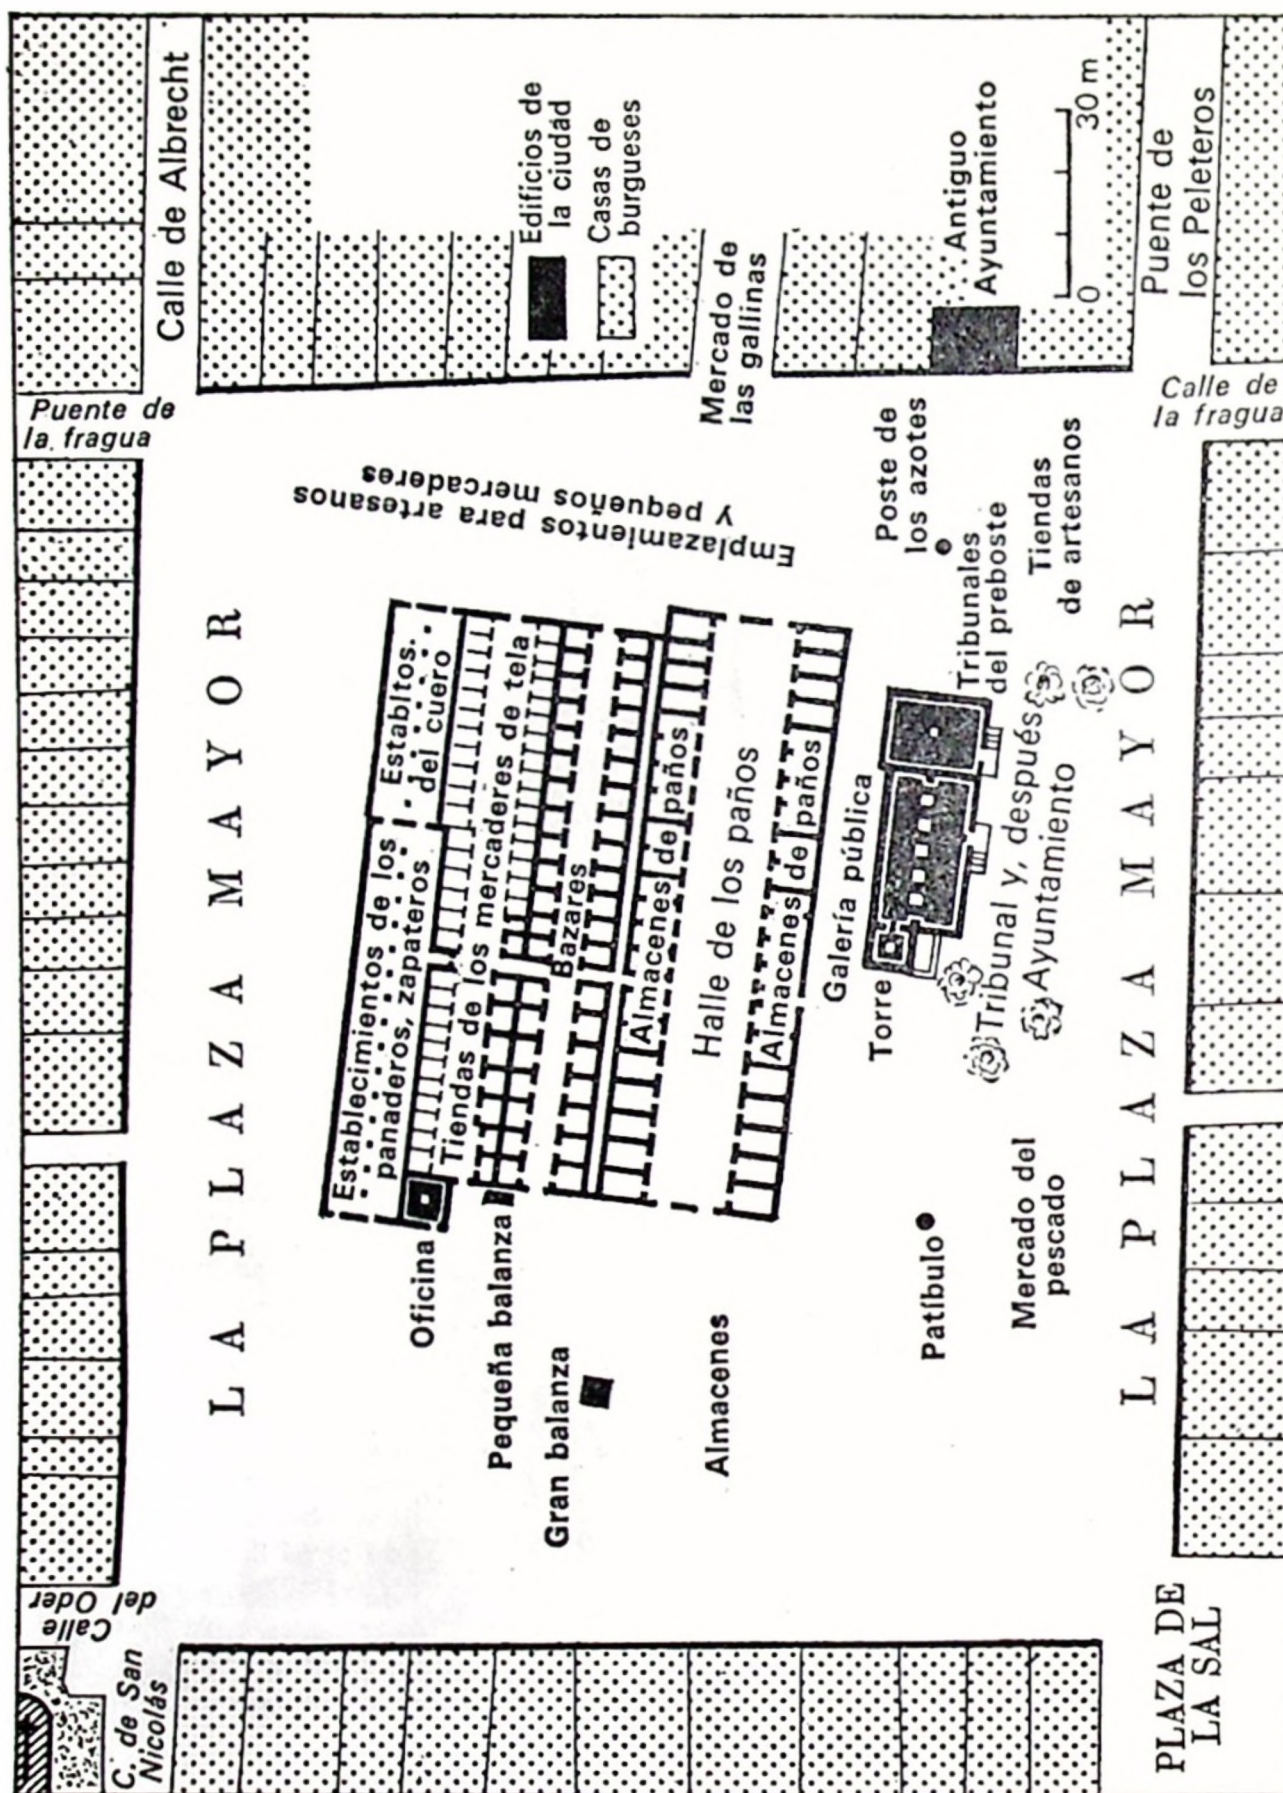 C. de San
Nicolás
Calle
del Oder
Puente de
la fragua
Calle de Albrecht
LA PLAZA MAYOR
Establecimientos de los
panaderos, zapateros
Establtos.
del cuero
Oficina
Tiendas de los mercaderes de tela
Pequeña balanza
Bazares
Gran balanza
Almacenes de paños
Halle de los paños
Almacenes de paños
Almacenes
Emplazamientos para artesanos
y pequeños mercaderes
Edificios de
la ciudád
Casas de
burgueses
Mercado de
las gallinas
Galería pública
Torre
Patíbulo
Poste de
los azotes
Tribunales
del preboste
Antiguo
Ayuntamiento
Tribunal y, después
Ayuntamiento
Tiendas
de artesanos
Mercado del
pescado
0 30 m
LA PLAZA MAYOR
Puente de
los Peleteros
Calle de
la fragua
PLAZA DE
LA SAL